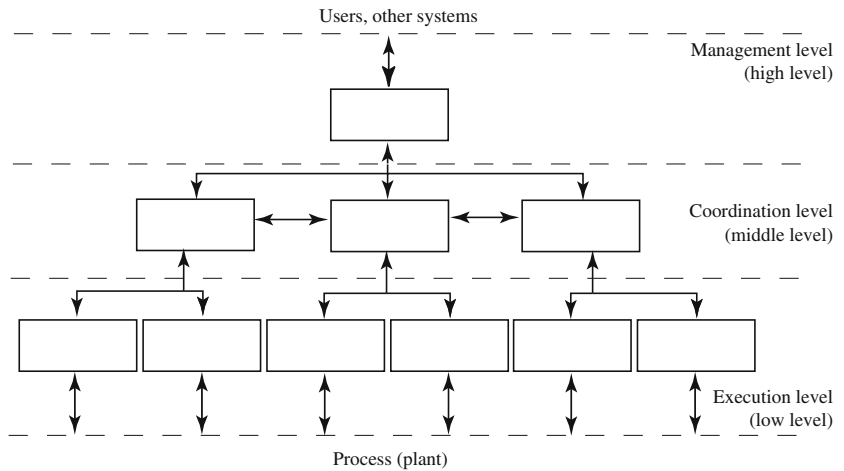 Users, other systems
Management level
(high level)
Coordination level
(middle level)
Execution level
(low level)
Process (plant)